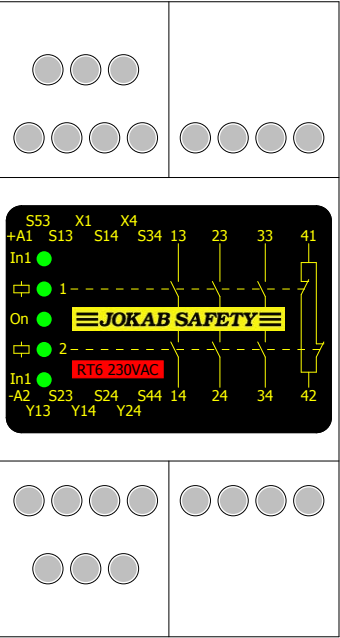 S53 X1 X4
+A1 S13 S14 S34 13 23 33 41
In1
1
On JOKAB SAFETY
2
RT6 230VAC
In1
-A2 S23 S24 S44 14 24 34 42
Y13 Y14 Y24